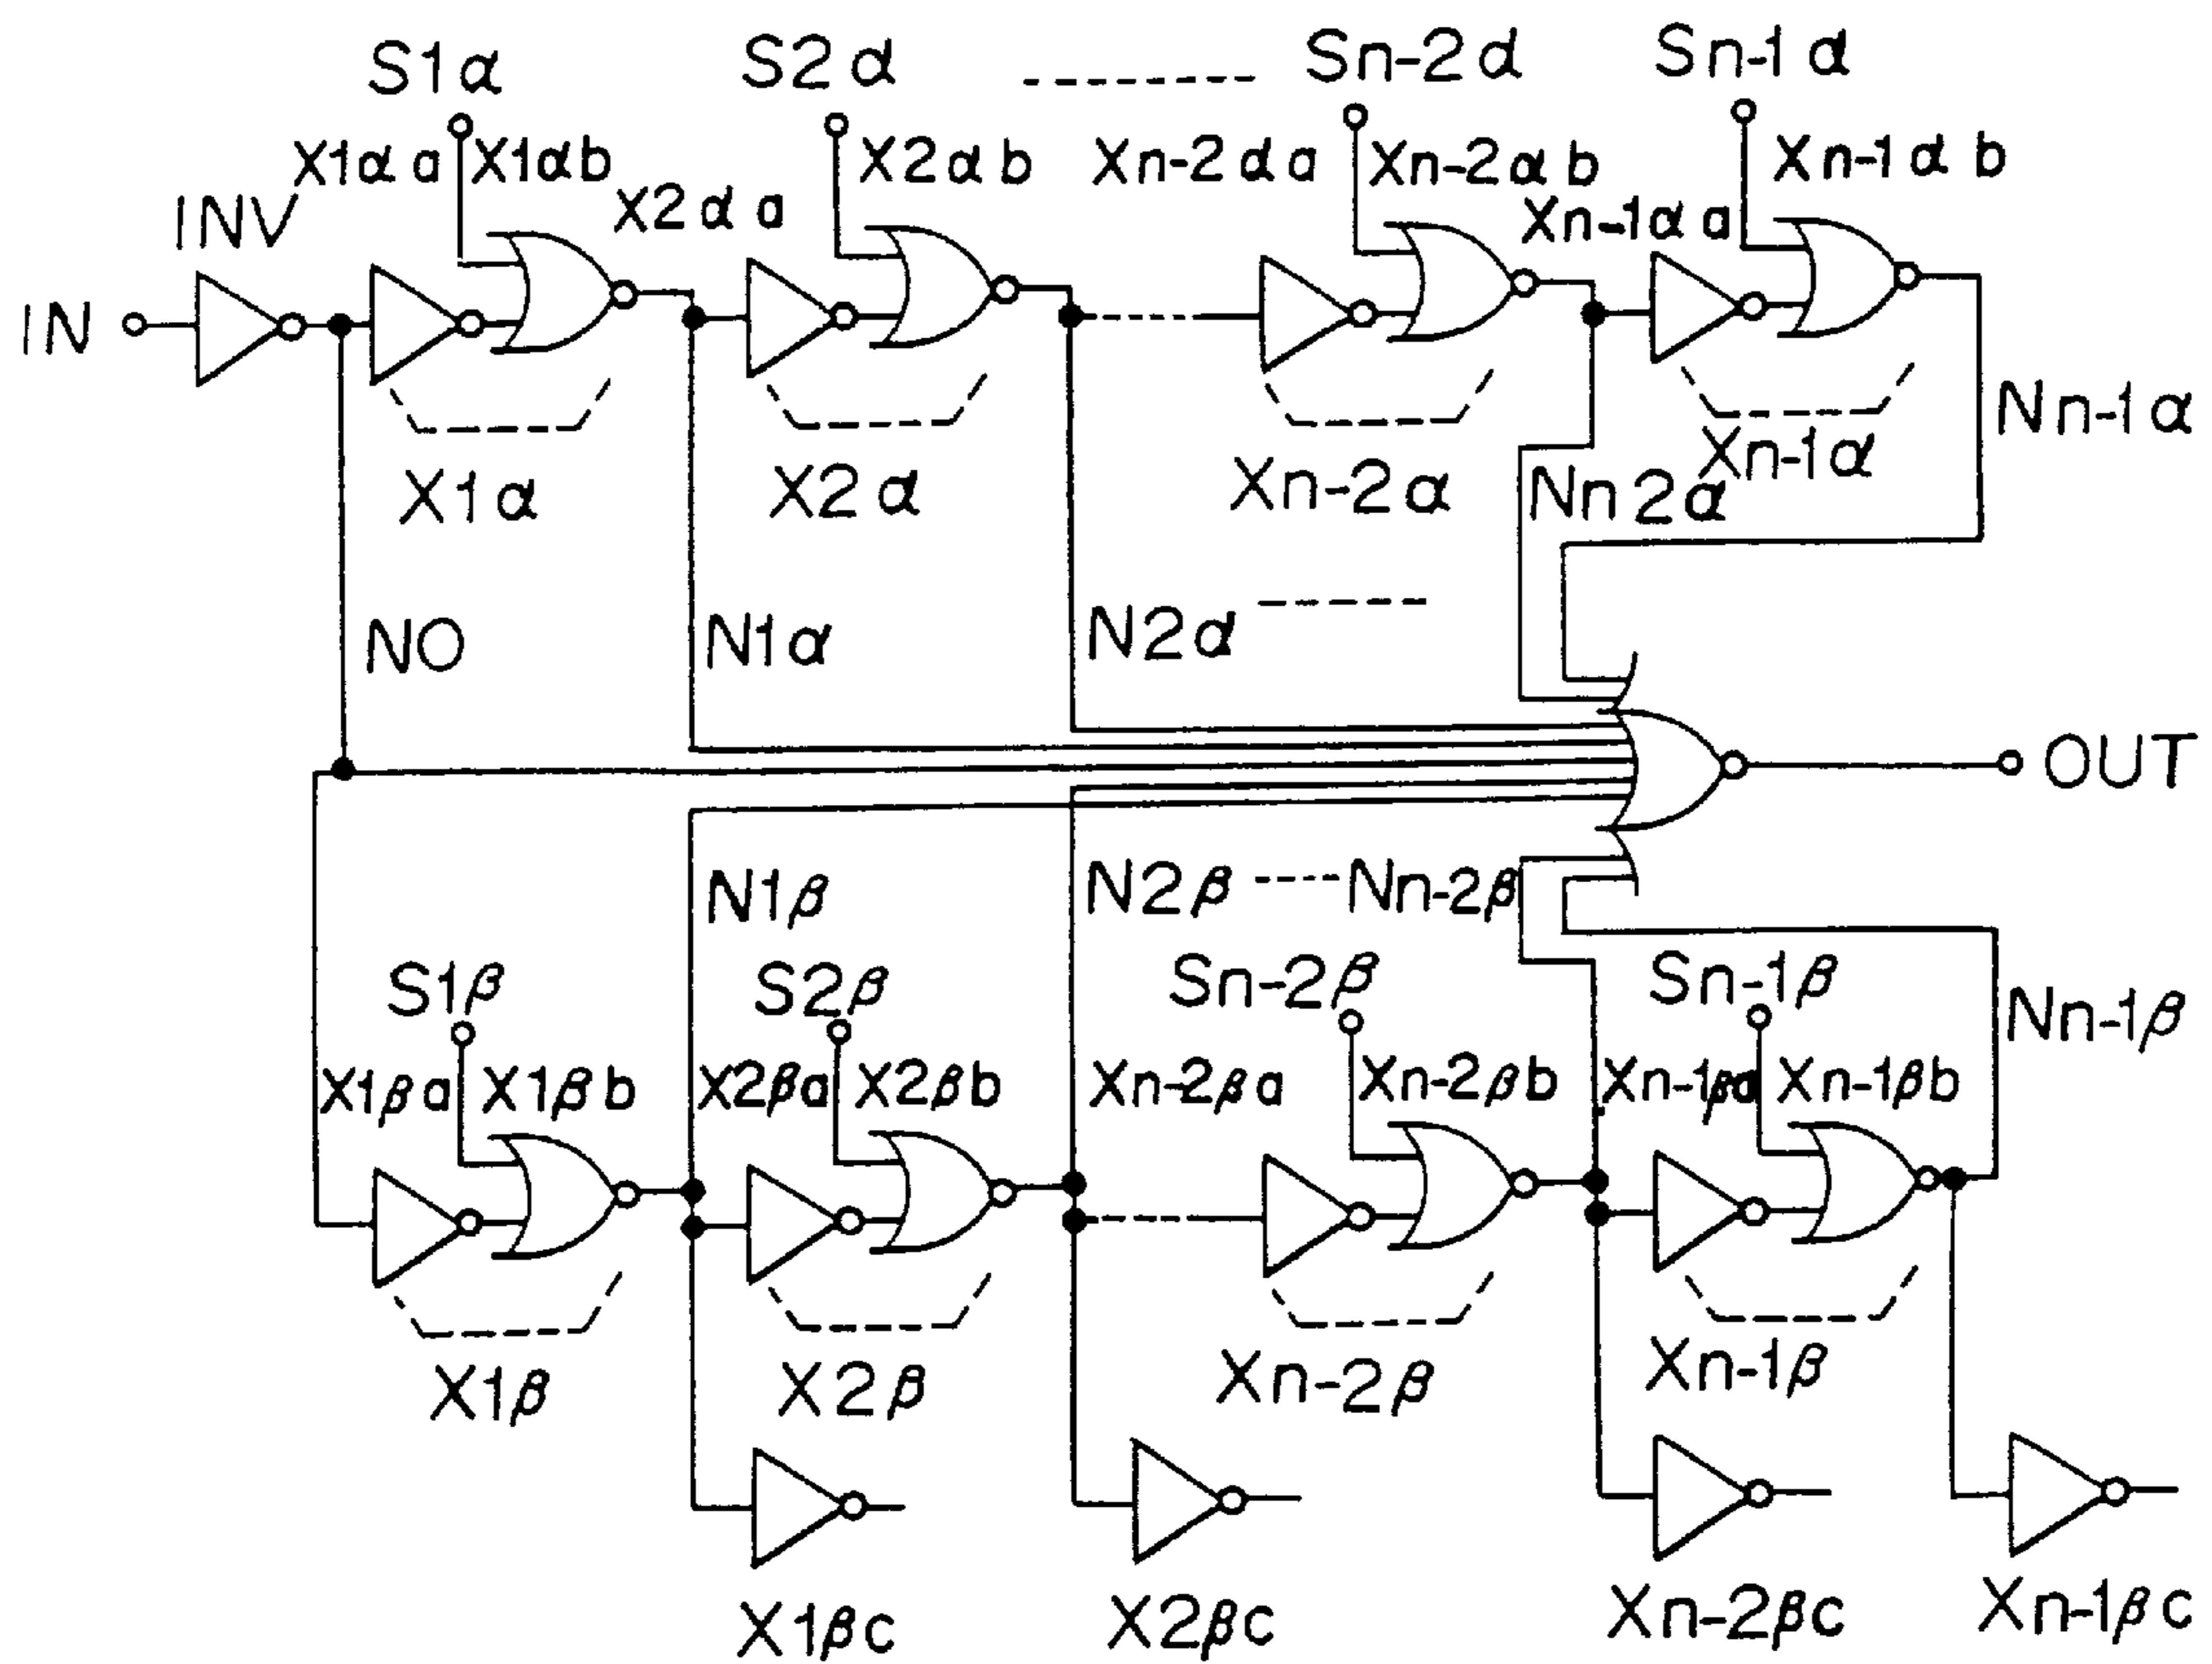 S1α S2α Sn-2α Sn-1α
X1αa X1αb X2αa X2αb Xn-2αa Xn-2αb Xn-1αa Xn-1αb
INV
IN
X1α X2α Xn-2α Xn-1α
Nn2α Nn-1α
NO N1α N2α
OUT
N1β N2β Nn-2β
S1β S2β Sn-2β Sn-1β
Nn-1β
X1βa X1βb X2βa X2βb Xn-2βa Xn-2βb Xn-1βa Xn-1βb
X1β X2β Xn-2β Xn-1β
X1βc X2βc Xn-2βc Xn-1βc